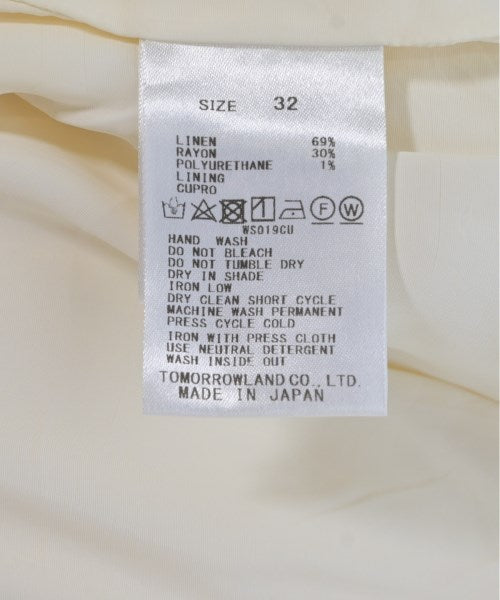 SIZE 32
LINEN 69%
RAYON 30%
POLYURETHANE 1%
LINING
CUPRO
F W
WS019CU
HAND WASH
DO NOT BLEACH
DO NOT TUMBLE DRY
DRY IN SHADE
IRON LOW
DRY CLEAN SHORT CYCLE
MACHINE WASH PERMANENT
PRESS CYCLE COLD
IRON WITH PRESS CLOTH
USE NEUTRAL DETERGENT
WASH INSIDE OUT
TOMORROWLAND CO., LTD.
MADE IN JAPAN